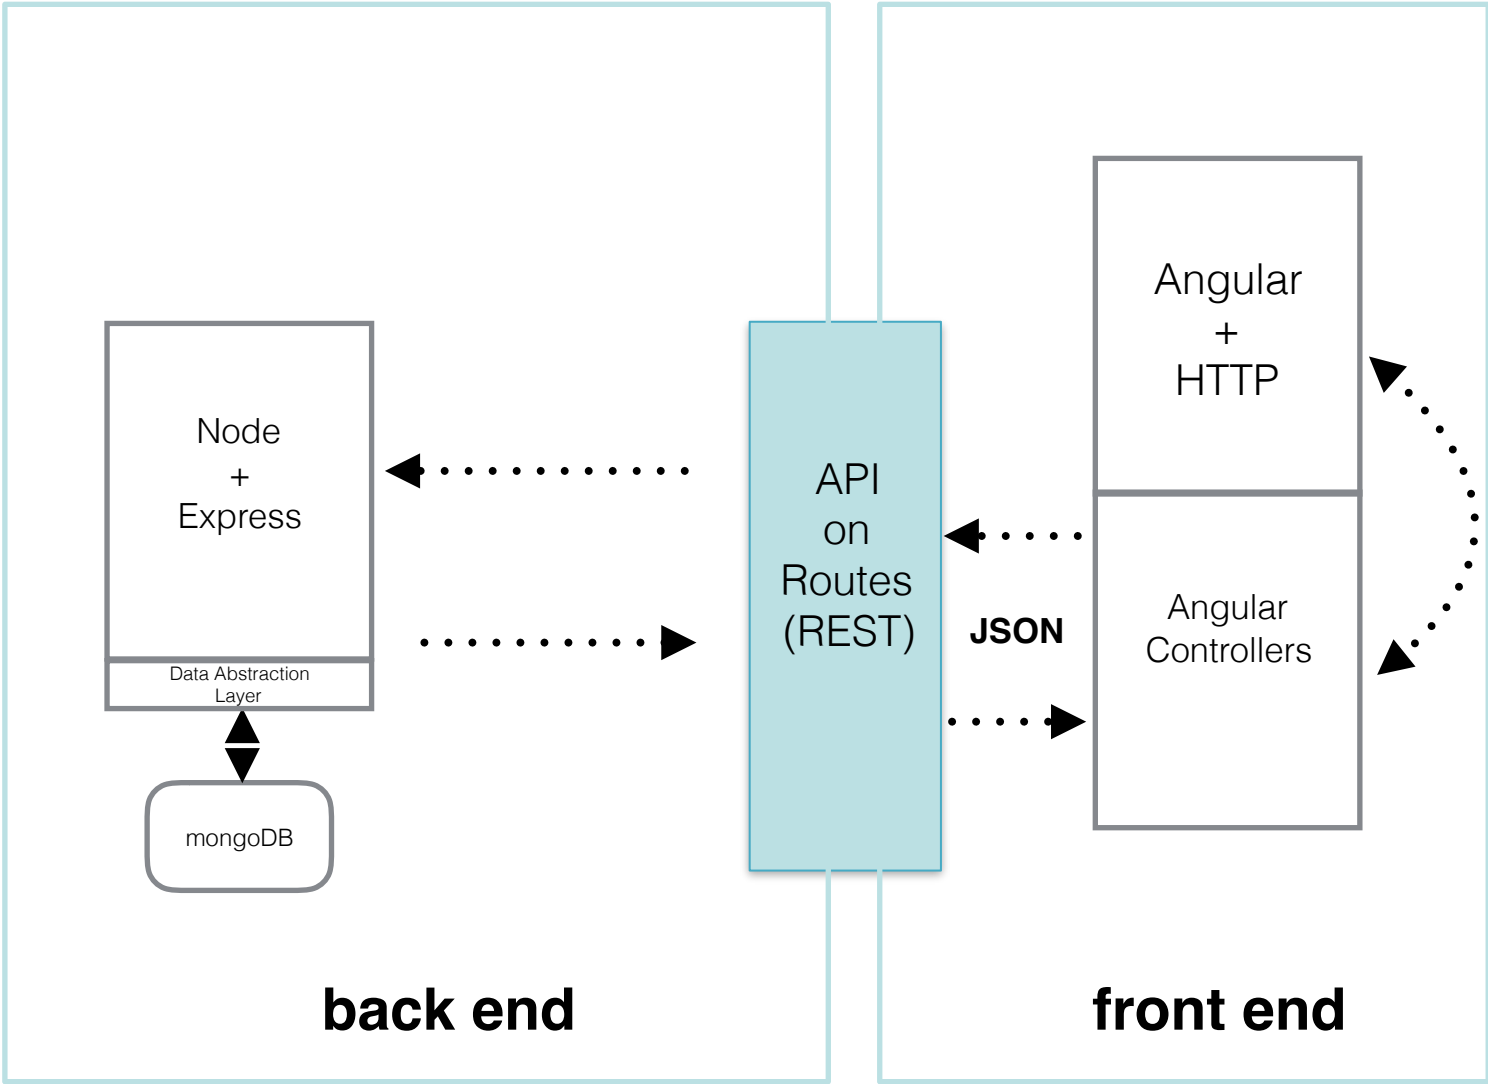 Node
+
Express
Data Abstraction
Layer
mongoDB
back end
API
on
Routes
(REST)
JSON
Angular
+
HTTP
Angular
Controllers
front end